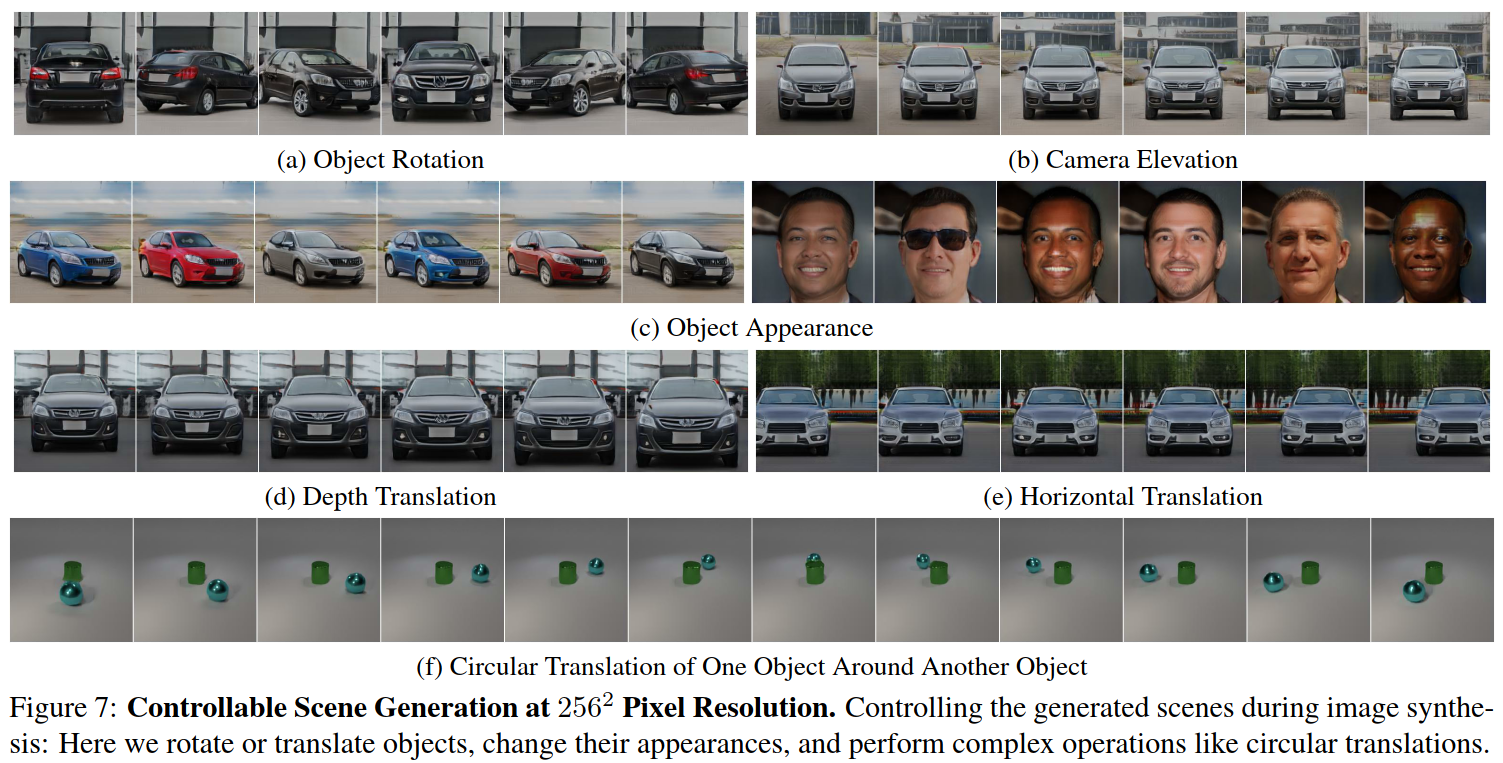 (a) Object Rotation
(b) Camera Elevation
(c) Object Appearance
(d) Depth Translation
(e) Horizontal Translation
(f) Circular Translation of One Object Around Another Object
Figure 7: Controllable Scene Generation at 256² Pixel Resolution. Controlling the generated scenes during image synthe-
sis: Here we rotate or translate objects, change their appearances, and perform complex operations like circular translations.